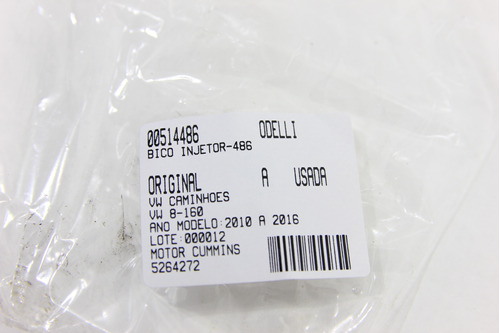 00514486 ODELLI
BICO INJETOR-486
ORIGINAL A USADA
VW CAMINHOES
VW 8-160
ANO MODELO:2010 A 2016
LOTE:000012
MOTOR CUMMINS
5264272